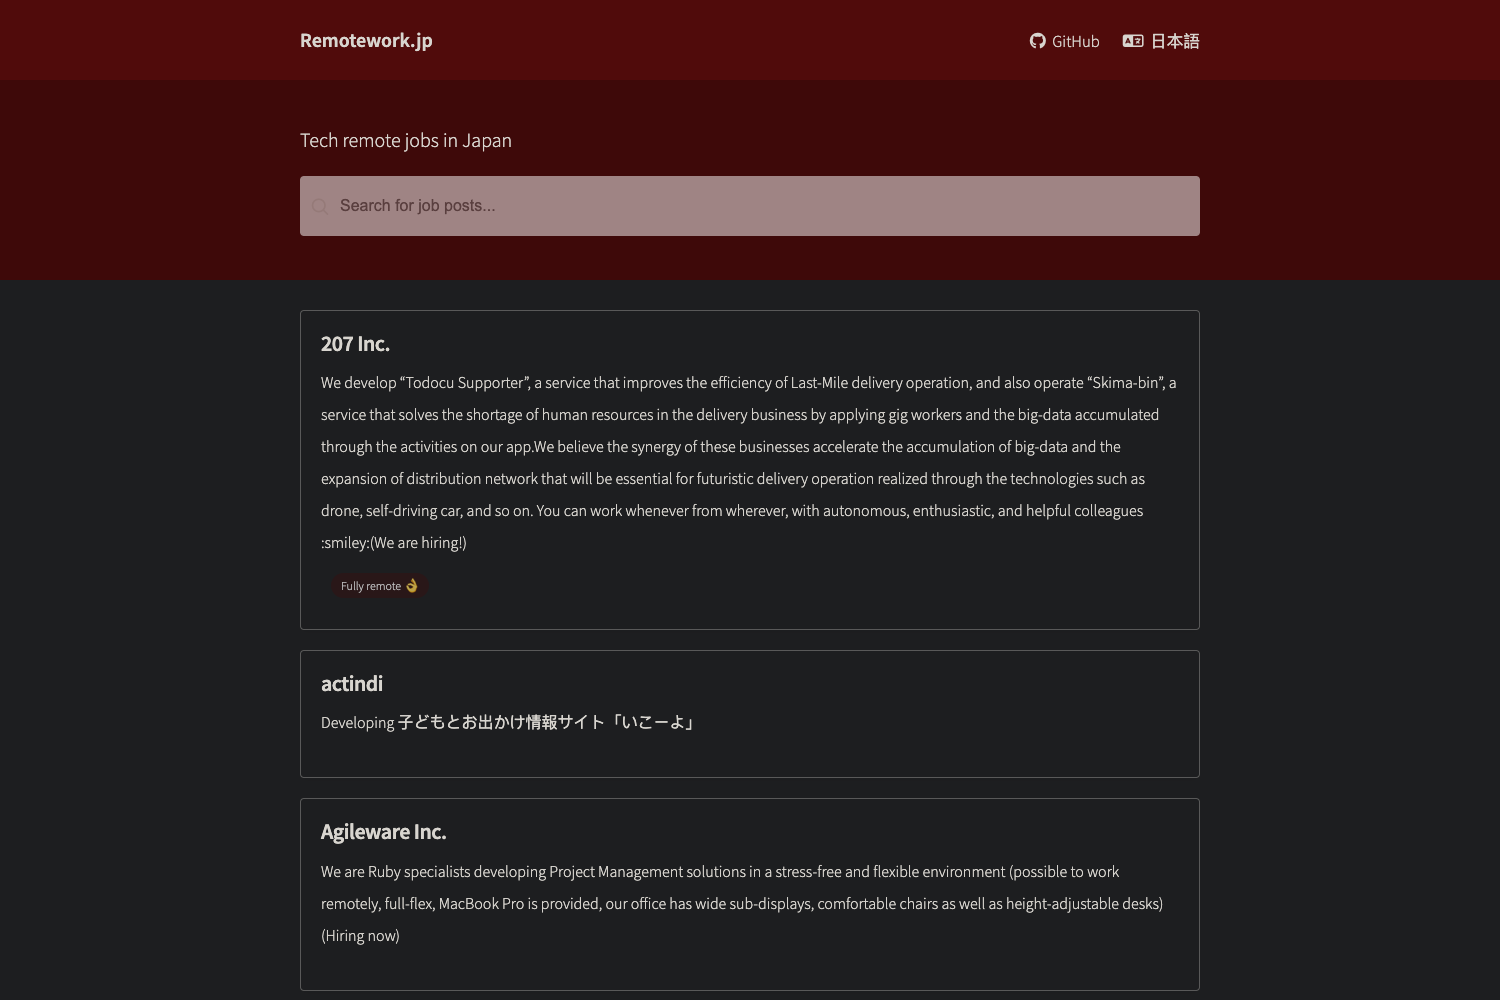 Remotework.jp
GitHub
日本語
Tech remote jobs in Japan
Search for job posts...
207 Inc.
We develop “Todocu Supporter”, a service that improves the efficiency of Last-Mile delivery operation, and also operate “Skima-bin”, a
service that solves the shortage of human resources in the delivery business by applying gig workers and the big-data accumulated
through the activities on our app.We believe the synergy of these businesses accelerate the accumulation of big-data and the
expansion of distribution network that will be essential for futuristic delivery operation realized through the technologies such as
drone, self-driving car, and so on. You can work whenever from wherever, with autonomous, enthusiastic, and helpful colleagues
:smiley:(We are hiring!)
Fully remote 👌
actindi
Developing 子どもとお出かけ情報サイト「いこーよ」
Agileware Inc.
We are Ruby specialists developing Project Management solutions in a stress-free and flexible environment (possible to work
remotely, full-flex, MacBook Pro is provided, our office has wide sub-displays, comfortable chairs as well as height-adjustable desks)
(Hiring now)